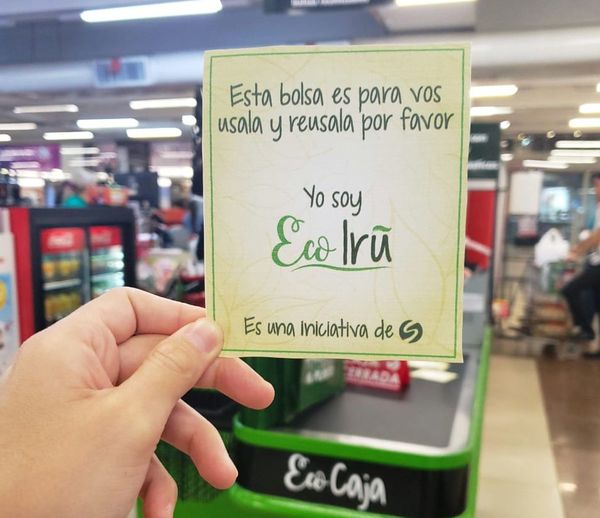 Esta bolsa es para vos
usala y reusala por favor
Yo soy
Eco Irũ
Es una iniciativa de
CERRADA
Eco Caja